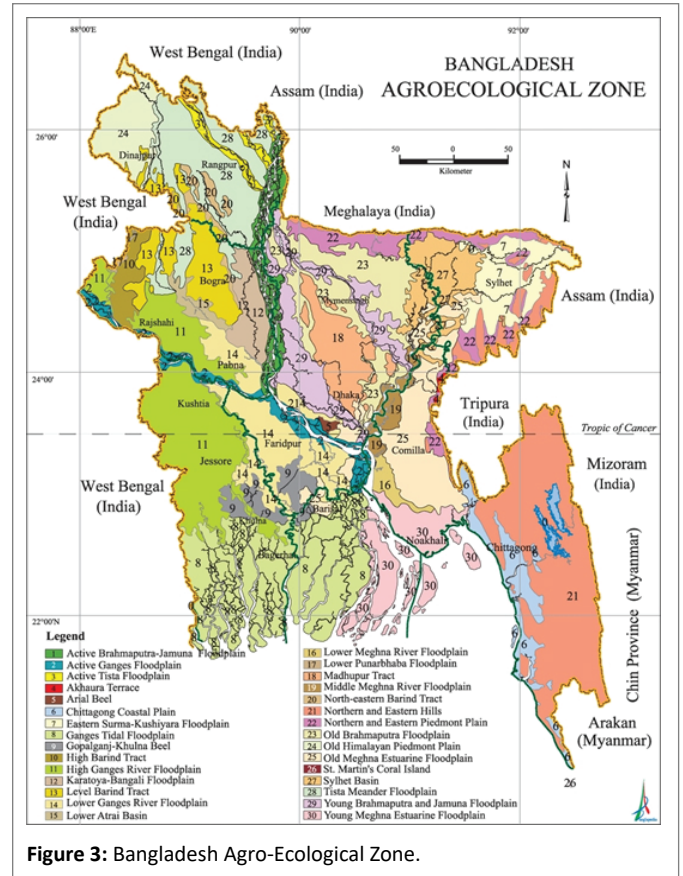 88°00'E
90°00'
92°00'
West Bengal (India)
BANGLADESH
AGROECOLOGICAL ZONE
Assam (India)
26°00'
50 0 50
Kilometer
N
Dinajpur
Rangpur
West Bengal
(India)
Meghalaya (India)
Bogra
Mymensingh
Sylhet
Assam (India)
Rajshahi
Pabna
24°00'
Dhaka
Kushtia
Tripura
(India)
Tropic of Cancer
Faridpur
Comilla
Jessore
Mizoram
(India)
West Bengal
(India)
Barisal
Khulna
Noakhali
Chittagong
Bagerhat
Chin Province (Myanmar)
22°00'N
Arakan
(Myanmar)
26
Legend
1 Active Brahmaputra-Jamuna Floodplain
2 Active Ganges Floodplain
3 Active Tista Floodplain
4 Akhaura Terrace
5 Arial Beel
6 Chittagong Coastal Plain
7 Eastern Surma-Kushiyara Floodplain
8 Ganges Tidal Floodplain
9 Gopalganj-Khulna Beel
10 High Barind Tract
11 High Ganges River Floodplain
12 Karatoya-Bangali Floodplain
13 Level Barind Tract
14 Lower Ganges River Floodplain
15 Lower Atrai Basin
16 Lower Meghna River Floodplain
17 Lower Punarbhaba Floodplain
18 Madhupur Tract
19 Middle Meghna River Floodplain
20 North-eastern Barind Tract
21 Northern and Eastern Hills
22 Northern and Eastern Piedmont Plain
23 Old Brahmaputra Floodplain
24 Old Himalayan Piedmont Plain
25 Old Meghna Estuarine Floodplain
26 St. Martin's Coral Island
27 Sylhet Basin
28 Tista Meander Floodplain
29 Young Brahmaputra and Jamuna Floodplain
30 Young Meghna Estuarine Floodplain
Figure 3: Bangladesh Agro-Ecological Zone.